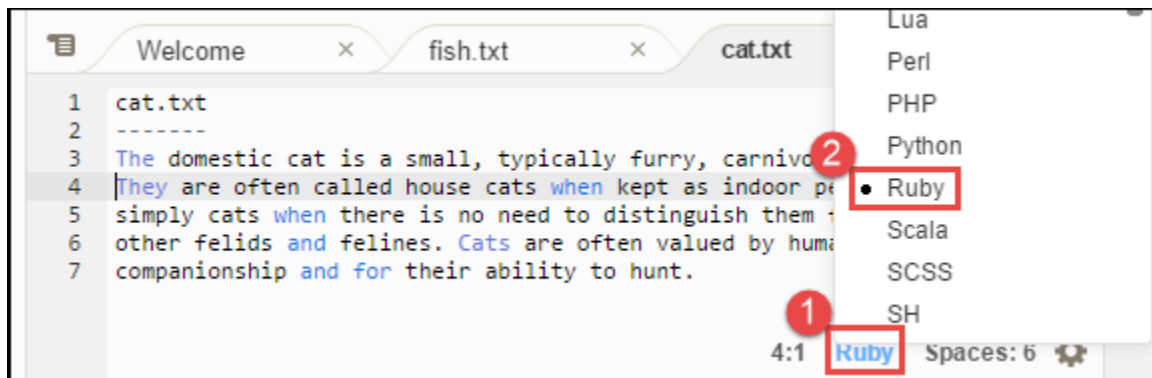 Welcome × fish.txt × cat.txt
1 cat.txt
2 -------
3 The domestic cat is a small, typically furry,
4 They are often called house cats when kept as indoor
5 simply cats when there is no need to distinguish them
6 other felids and felines. Cats are often valued by
7 companionship and for their ability to hunt.
Lua
Perl
PHP
2 Python
• Ruby
Scala
SCSS
SH
1
4:1 Ruby Spaces: 6